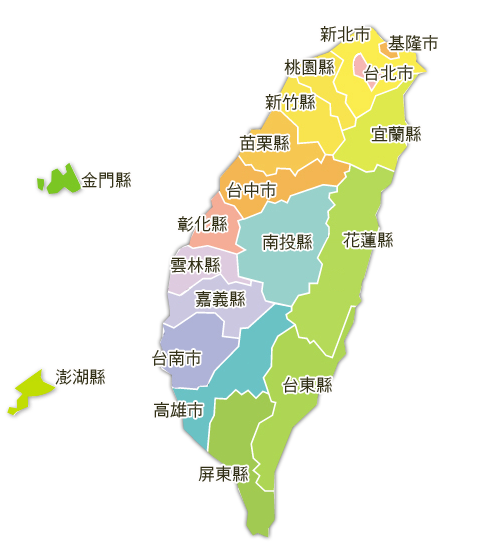 新北市
基隆市
桃園縣
台北市
新竹縣
宜蘭縣
苗栗縣
金門縣
台中市
彰化縣
南投縣
花蓮縣
雲林縣
嘉義縣
台南市
澎湖縣
台東縣
高雄市
屏東縣